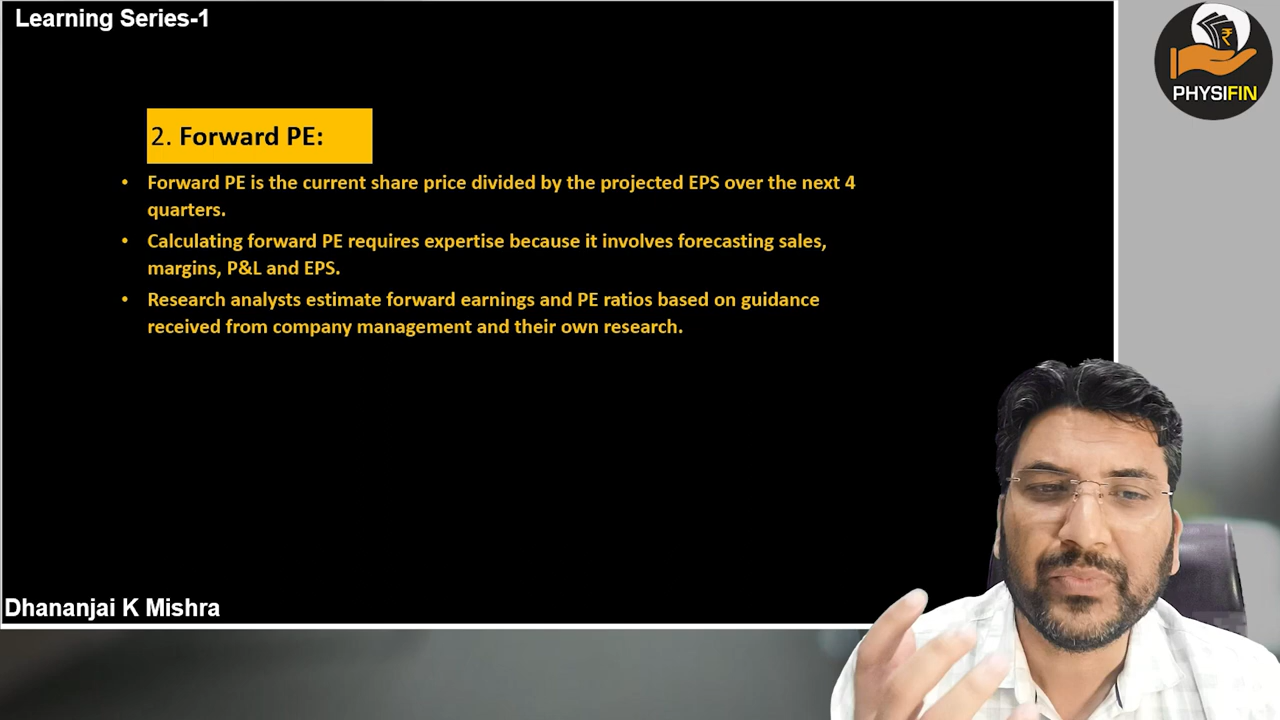 Learning Series-1
PHYSIFIN
2. Forward PE:
• Forward PE is the current share price divided by the projected EPS over the next 4
quarters.
• Calculating forward PE requires expertise because it involves forecasting sales,
margins, P&L and EPS.
• Research analysts estimate forward earnings and PE ratios based on guidance
received from company management and their own research.
Dhananjai K Mishra